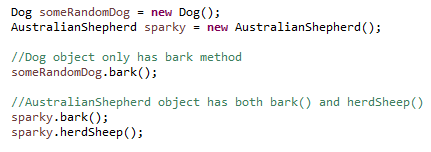 Dog someRandomDog = new Dog();
AustralianShepherd sparky = new AustralianShepherd();
//Dog object only has bark method
someRandomDog.bark();
//AustralianShepherd object has both bark() and herdSheep()
sparky.bark();
sparky.herdSheep();